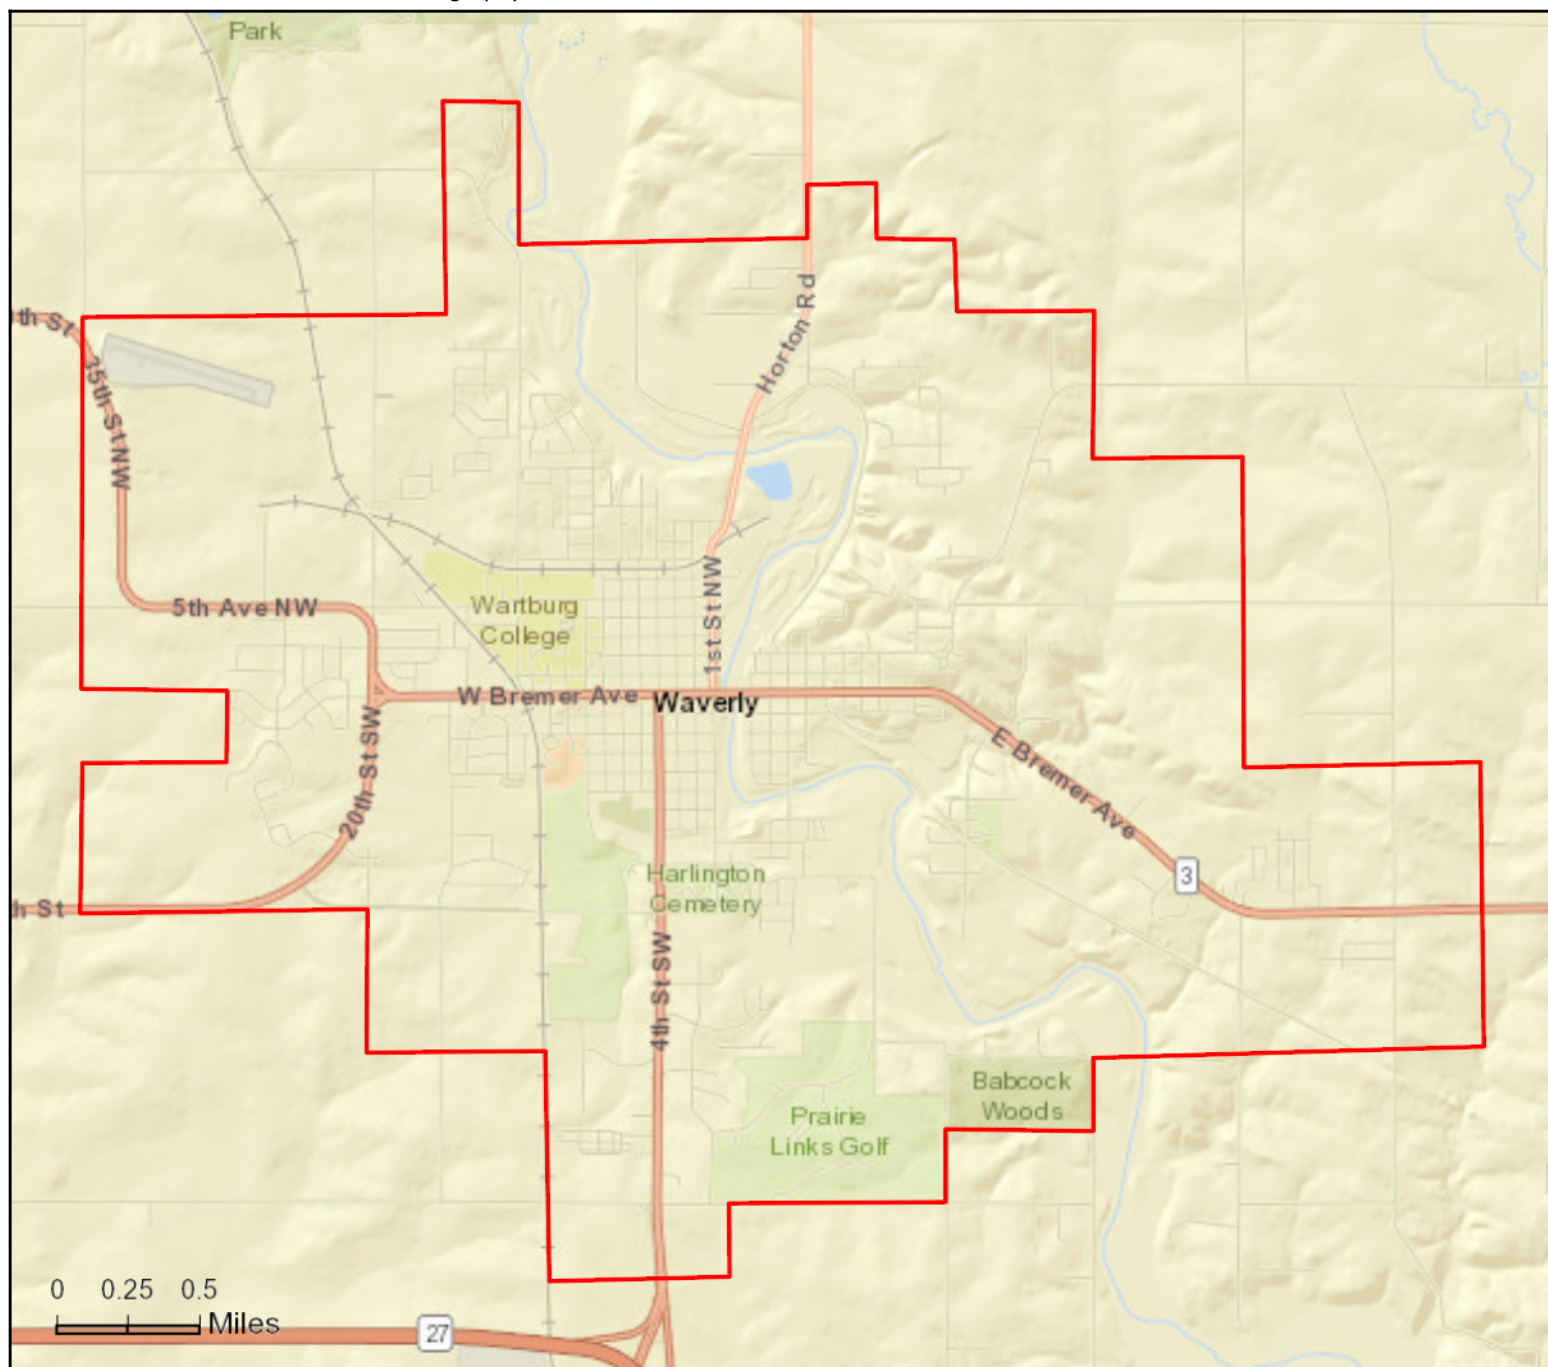 Park
Horton Rd
th St
35th St NW
5th Ave NW
Wartburg
College
1st St NW
W Bremer Ave
Waverly
20th St SW
E Bremer Ave
3
Harlington
Cemetery
h St
4th St SW
Babcock
Woods
Prairie
Links Golf
0 0.25 0.5
Miles
27